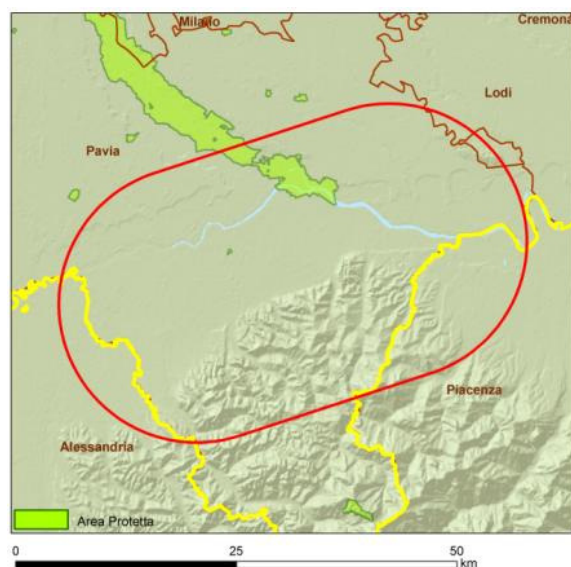 Milano
Cremona
Lodi
Pavia
Piacenza
Alessandria
Area Protetta
0 25 50
km